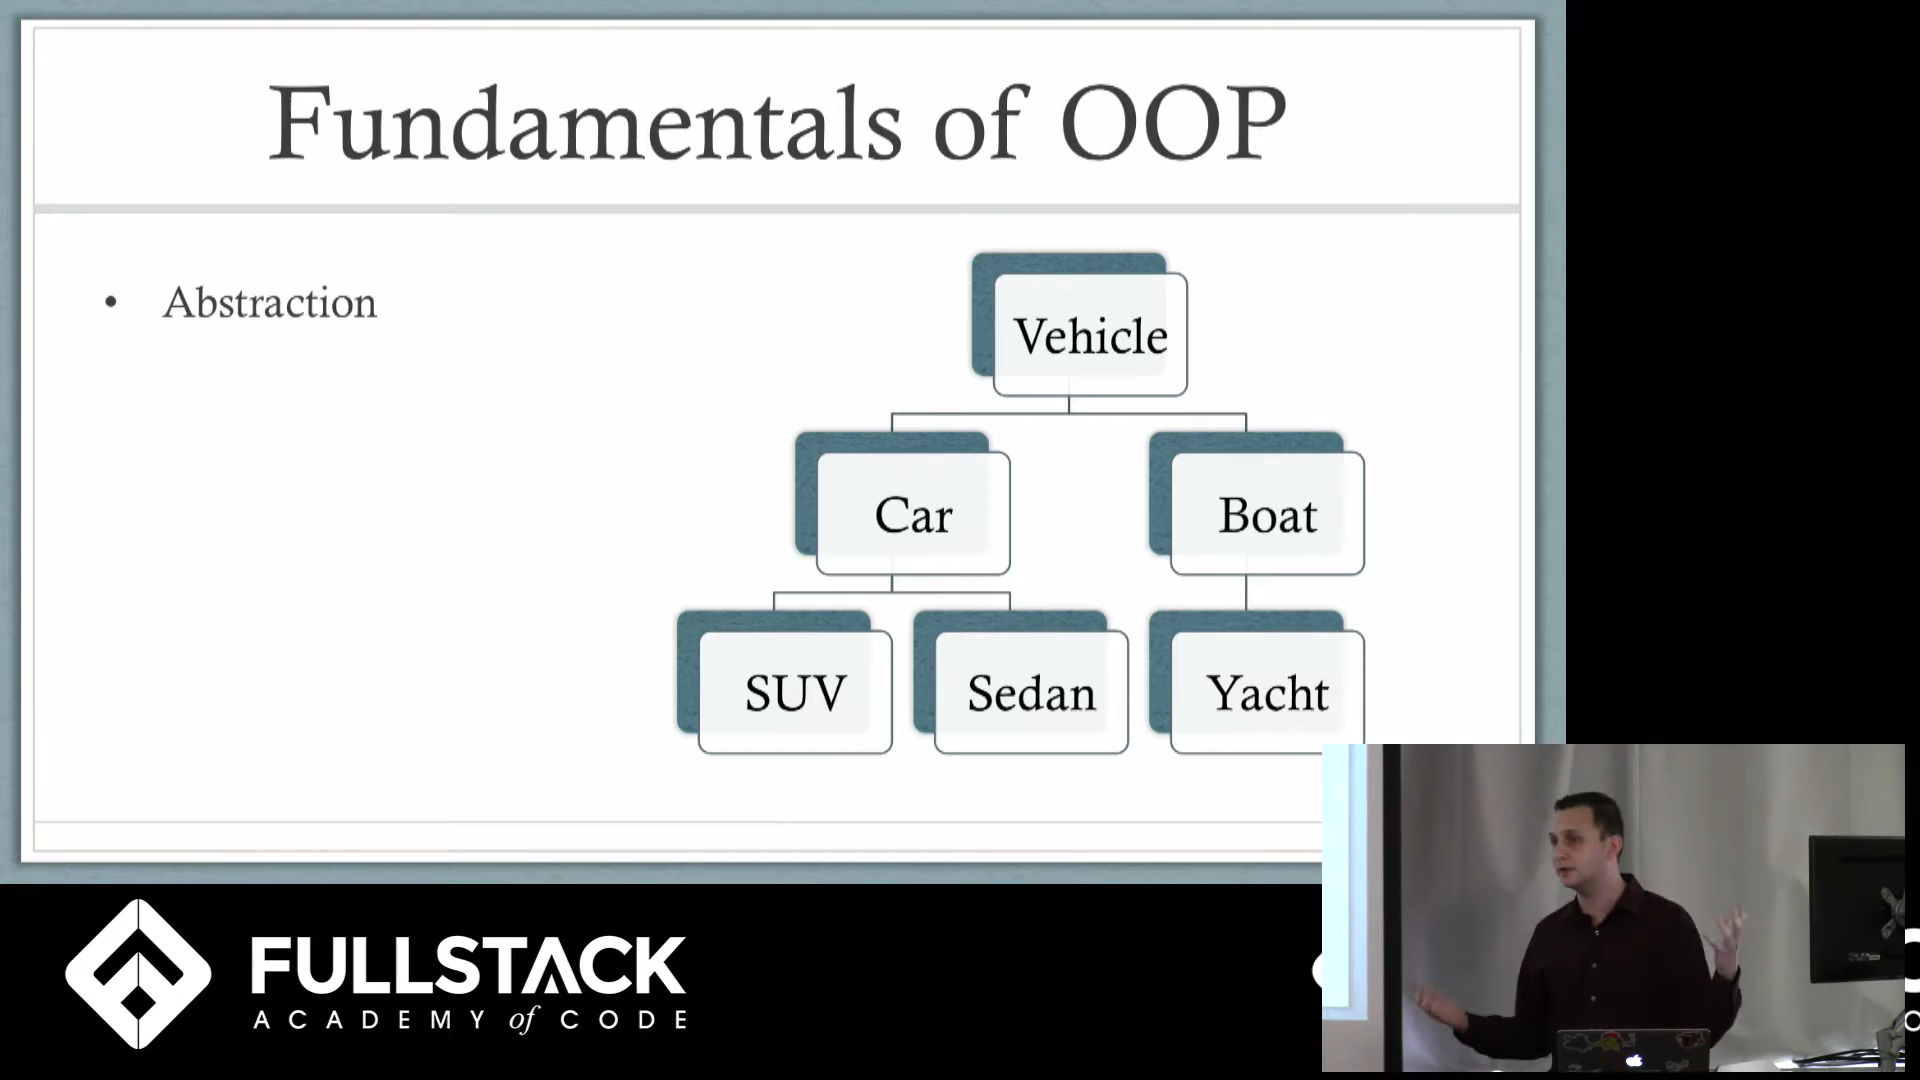 Fundamentals of OOP
• Abstraction
Vehicle
Car
Boat
SUV
Sedan
Yacht
FULLSTACK
ACADEMY of CODE